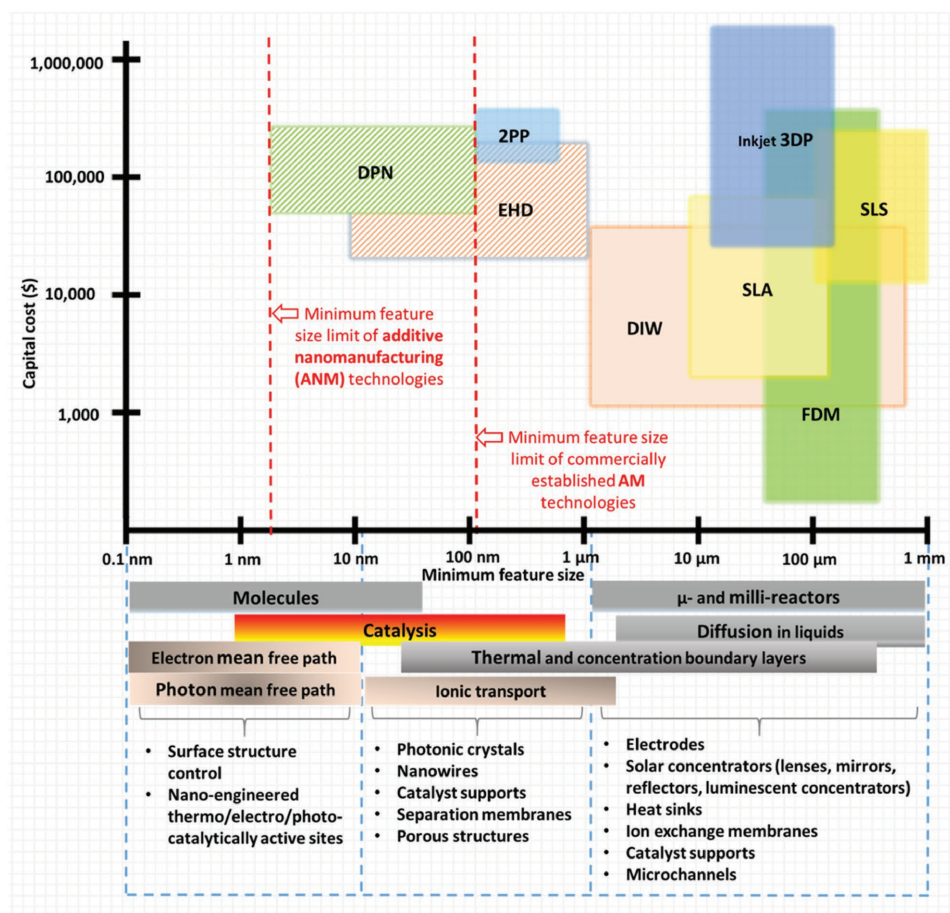 1,000,000
100,000
10,000
1,000
Capital cost ($)
DPN
2PP
EHD
Inkjet 3DP
SLS
SLA
DIW
FDM
Minimum feature
size limit of additive
nanomanufacturing
(ANM) technologies
Minimum feature size
limit of commercially
established AM
technologies
0.1 nm
1 nm
10 nm
100 nm
1 µm
10 µm
100 µm
1 mm
Minimum feature size
Molecules
µ- and milli-reactors
Catalysis
Diffusion in liquids
Electron mean free path
Thermal and concentration boundary layers
Photon mean free path
Ionic transport
• Surface structure
control
• Nano-engineered
thermo/electro/photo-
catalytically active sites
• Photonic crystals
• Nanowires
• Catalyst supports
• Separation membranes
• Porous structures
• Electrodes
• Solar concentrators (lenses, mirrors,
reflectors, luminescent concentrators)
• Heat sinks
• Ion exchange membranes
• Catalyst supports
• Microchannels